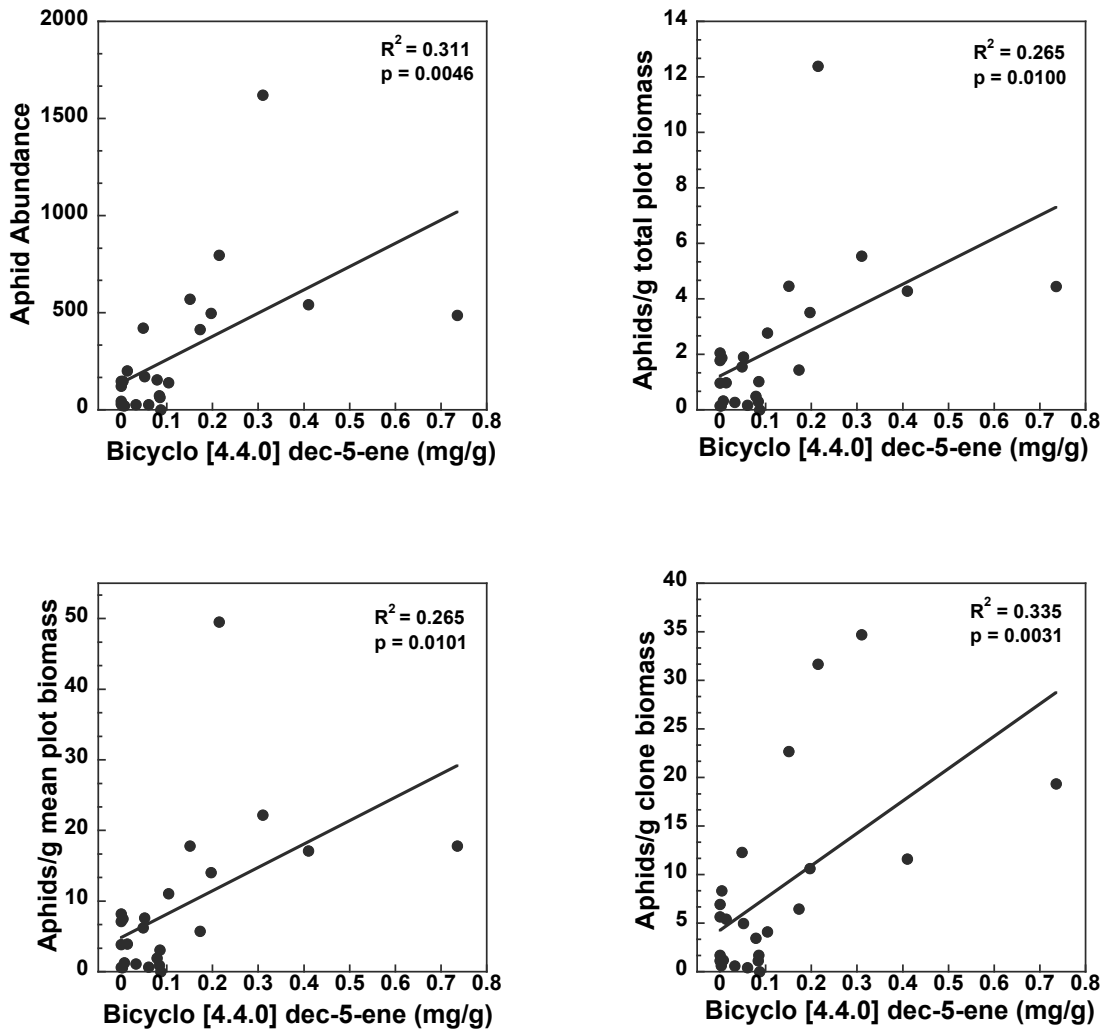 2000
1500
1000
500
0
Aphid Abundance
R² = 0.311
p = 0.0046
0 0.1 0.2 0.3 0.4 0.5 0.6 0.7 0.8
Bicyclo [4.4.0] dec-5-ene (mg/g)
14
12
10
8
6
4
2
0
Aphids/g total plot biomass
R² = 0.265
p = 0.0100
0 0.1 0.2 0.3 0.4 0.5 0.6 0.7 0.8
Bicyclo [4.4.0] dec-5-ene (mg/g)
50
40
30
20
10
0
Aphids/g mean plot biomass
R² = 0.265
p = 0.0101
0 0.1 0.2 0.3 0.4 0.5 0.6 0.7 0.8
Bicyclo [4.4.0] dec-5-ene (mg/g)
40
35
30
25
20
15
10
5
0
Aphids/g clone biomass
R² = 0.335
p = 0.0031
0 0.1 0.2 0.3 0.4 0.5 0.6 0.7 0.8
Bicyclo [4.4.0] dec-5-ene (mg/g)